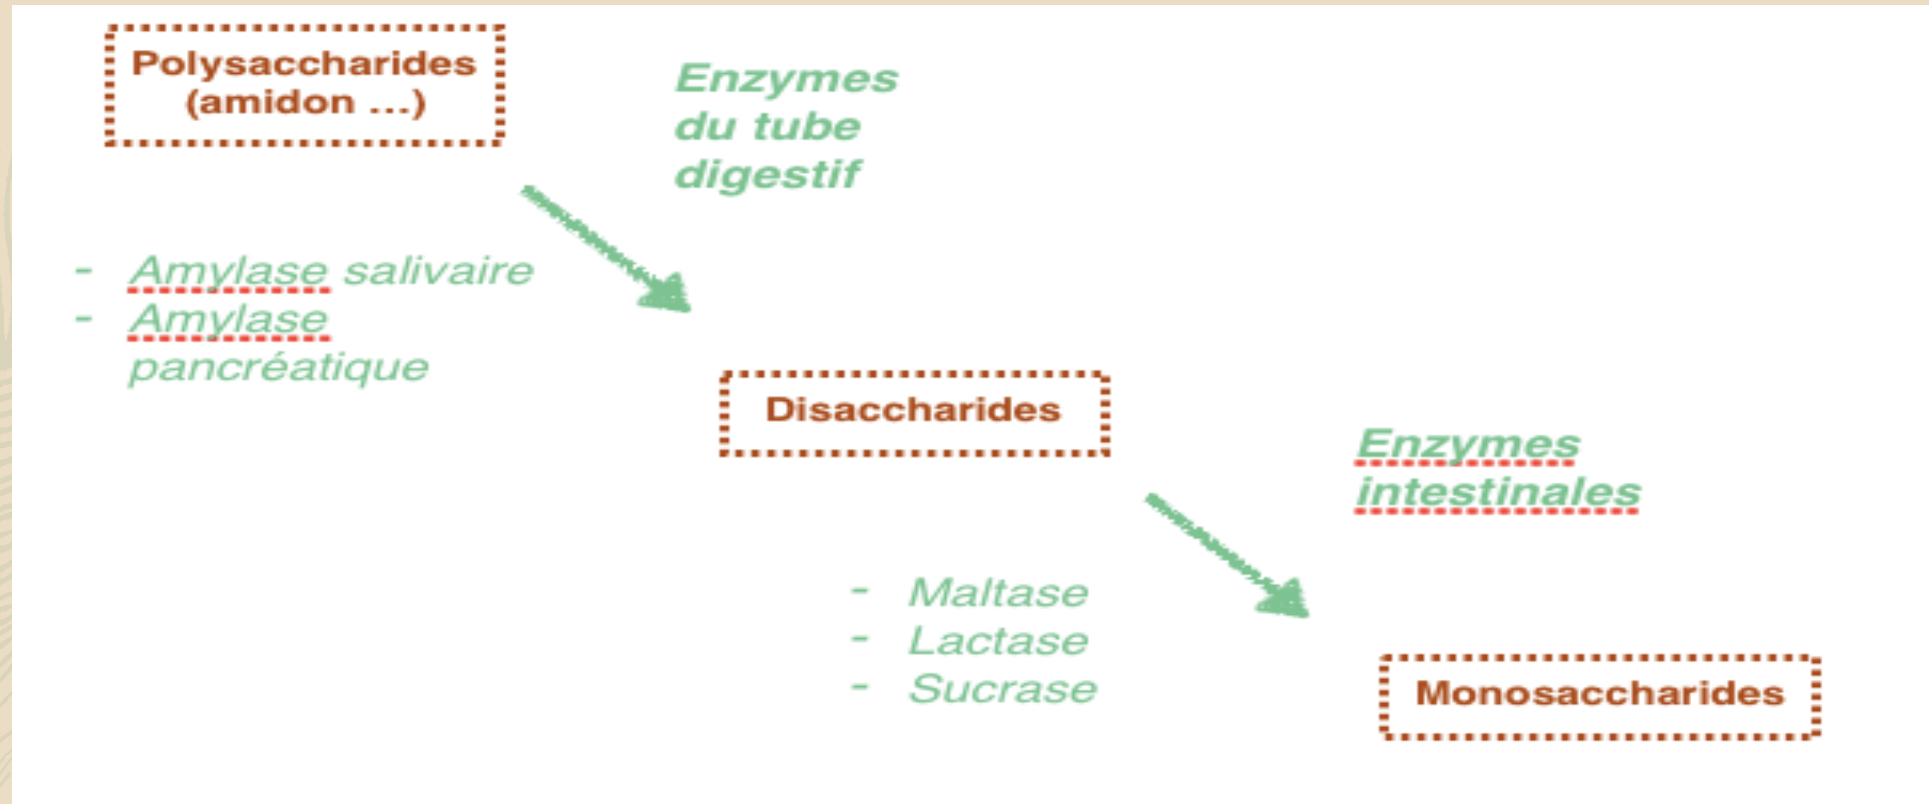 Polysaccharides
(amidon ...)
Enzymes
du tube
digestif
- Amylase salivaire
- Amylase
pancréatique
Disaccharides
Enzymes
intestinales
- Maltase
- Lactase
- Sucrase
Monosaccharides